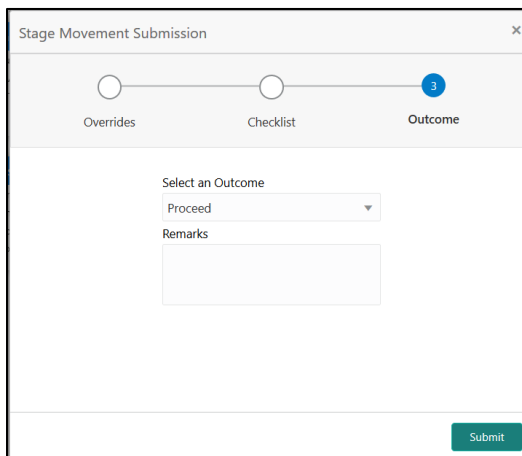 Stage Movement Submission
×
3
Overrides
Checklist
Outcome
Select an Outcome
Proceed
Remarks
Submit